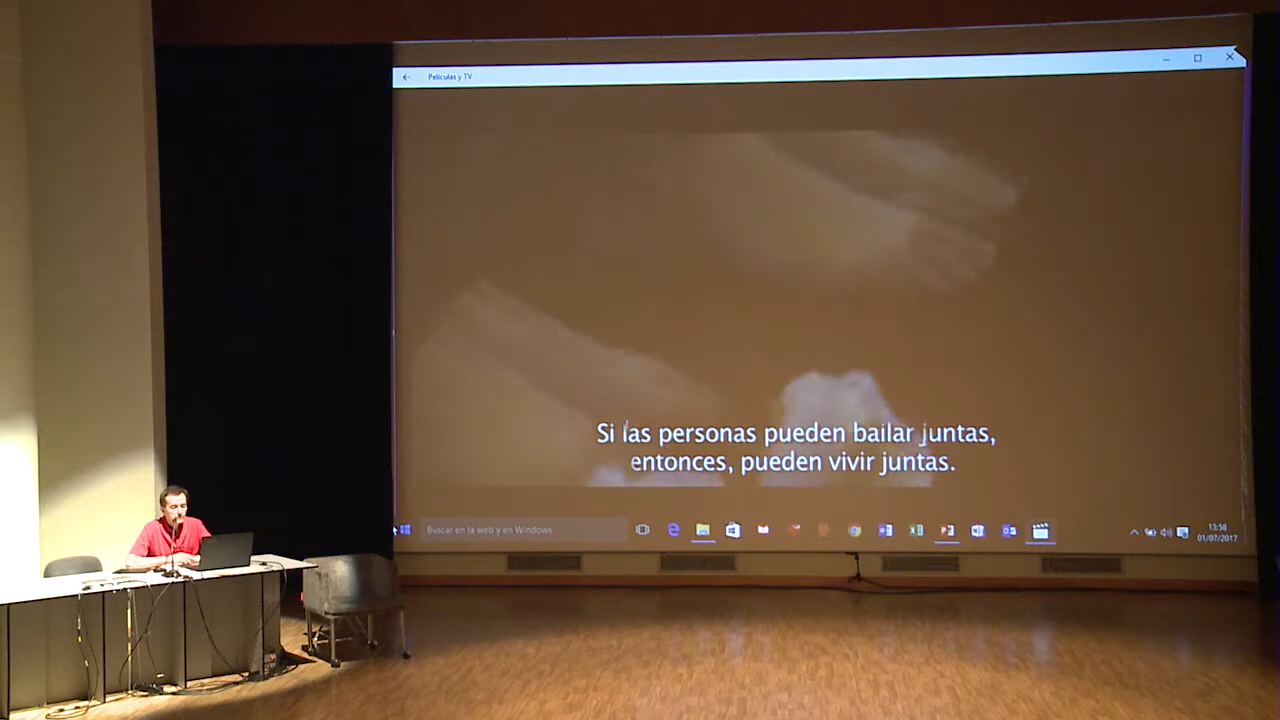 Películas y TV
Si las personas pueden bailar juntas,
entonces, pueden vivir juntas.
Buscar en la web y en Windows
13:58
01/07/2017